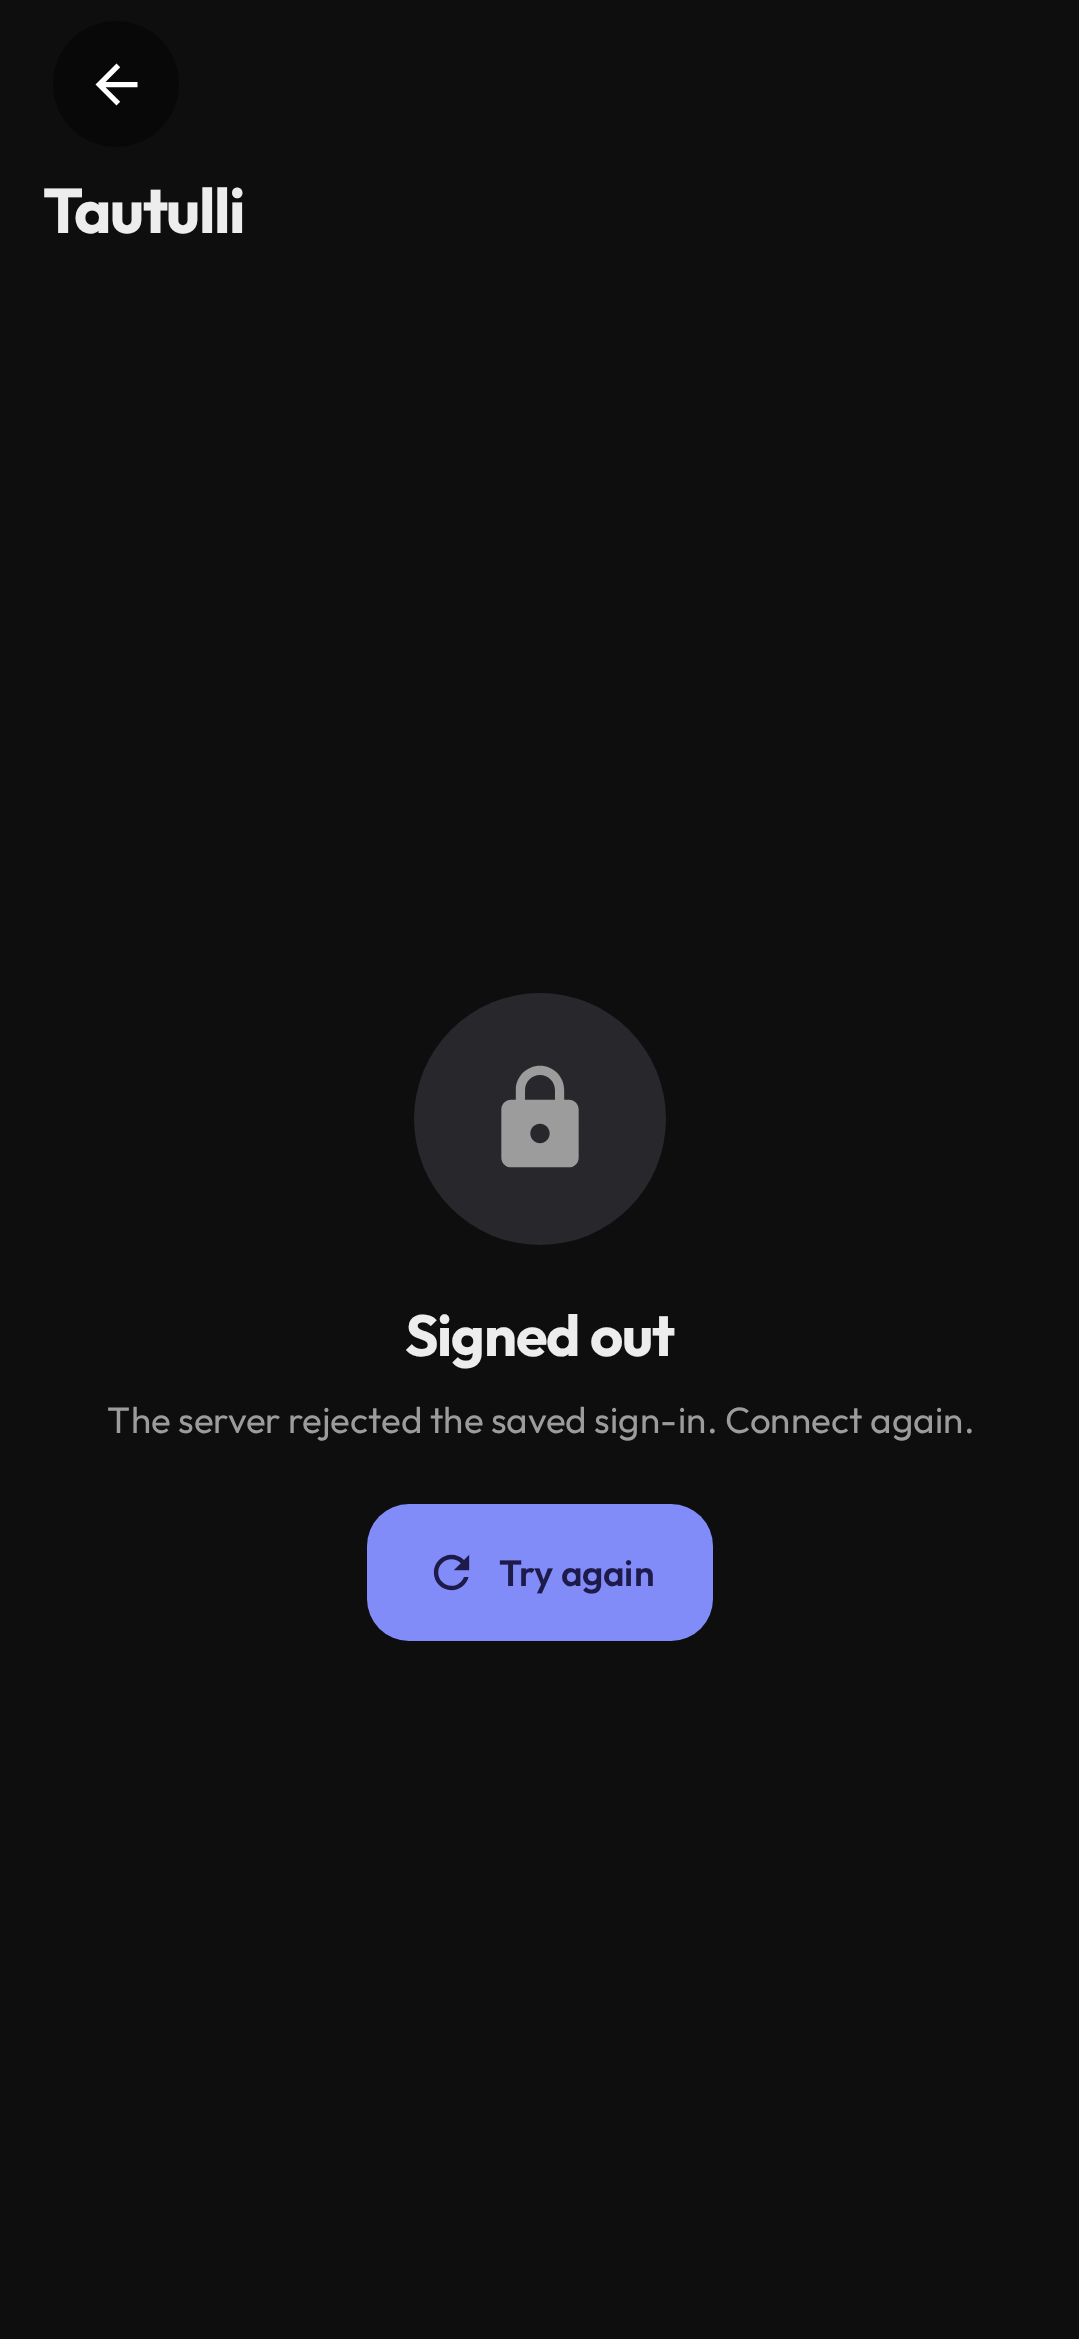 Tautulli
Signed out
The server rejected the saved sign-in. Connect again.
Try again